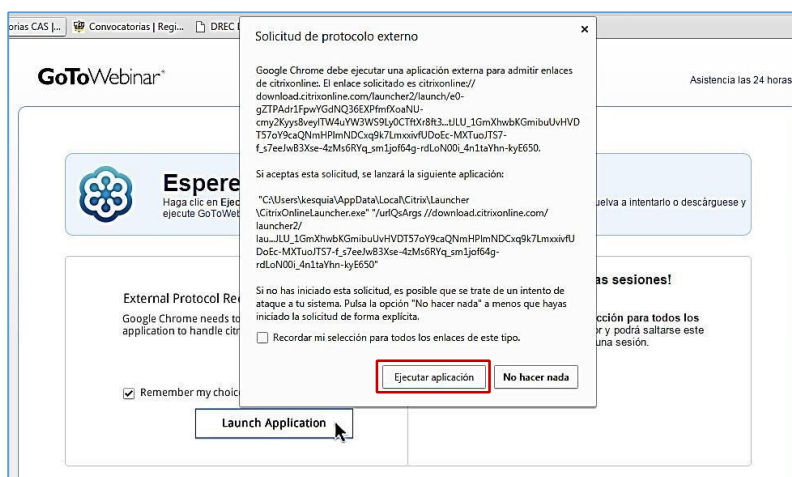 orias CAS |...
Convocatorias | Regi...
DREC
GoToWebinar
Asistencia las 24 horas
Solicitud de protocolo externo
×
Google Chrome debe ejecutar una aplicación externa para admitir enlaces
de citrixonline:. El enlace solicitado es citrixonline://
download.citrixonline.com/launcher2/launch/e0-
gZTPAdr1FpwYGdNQ36EXPfmfXoaNU-
cmy2Kyys8veylTW4uYW3WS9Ly0CTftXr8ft3...tJLU_1GmXhwbKGmibuUvHVD
T57oY9caQNmHPlmNDCxq9k7LmxxivfUDoEc-MXTuoJTS7-
f_s7eeJwB3Xse-4zMs6RYq_sm1jof64g-rdLoN00i_4n1taYhn-kyE650.
Si aceptas esta solicitud, se lanzará la siguiente aplicación:
"C:\Users\kesquia\AppData\Local\Citrix\Launcher
\CitrixOnlineLauncher.exe" "/urlQsArgs //download.citrixonline.com/
launcher2/
lau...JLU_1GmXhwbKGmibuUvHVDT57oY9caQNmHPlmNDCxq9k7LmxxivfU
DoEc-MXTuoJTS7-f_s7eeJwB3Xse-4zMs6RYq_sm1jof64g-
rdLoN00i_4n1taYhn-kyE650"
Si no has iniciado esta solicitud, es posible que se trate de un intento de
ataque a tu sistema. Pulsa la opción "No hacer nada" a menos que hayas
iniciado la solicitud de forma explícita.
Recordar mi selección para todos los enlaces de este tipo.
Ejecutar aplicación
No hacer nada
Espere
Haga clic en Ejec
ejecute GoToWeb
uelva a intentarlo o descárguese y
External Protocol Re
Google Chrome needs to
application to handle citr
Remember my choic
Launch Application
as sesiones!
cción para todos los
or y podrá saltarse este
una sesión.